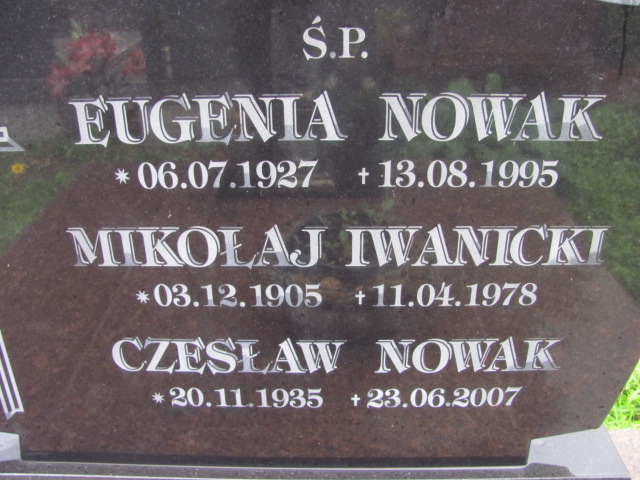 Ś.P.
EUGENIA NOWAK
*06.07.1927 †13.08.1995
MIKOŁAJ IWANICKI
*03.12.1905 †11.04.1978
CZESŁAW NOWAK
*20.11.1935 †23.06.2007